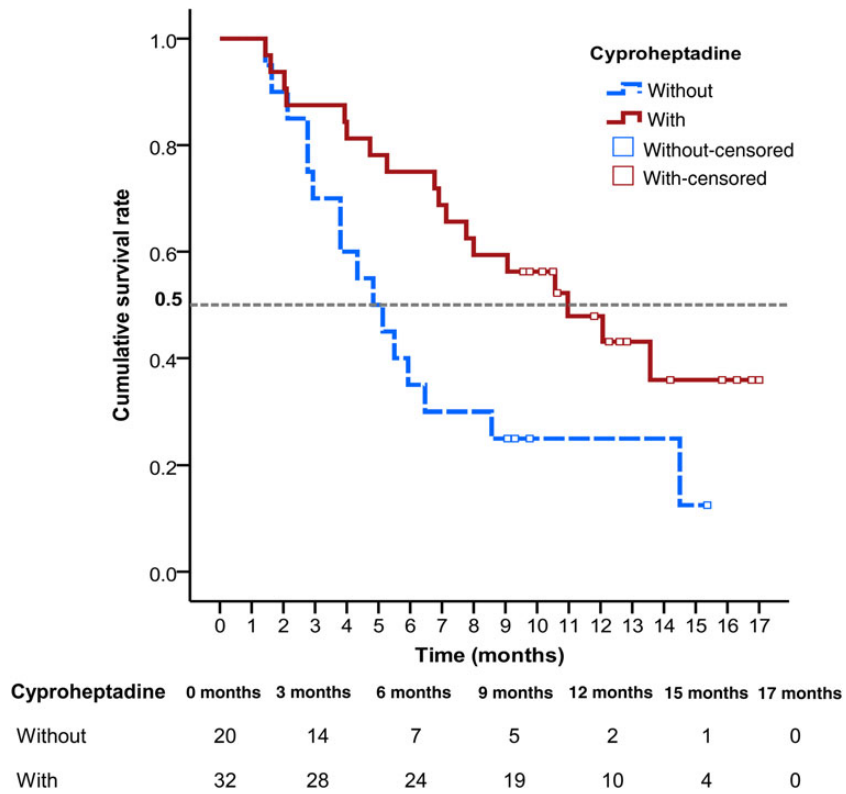 Cyproheptadine
Without
With
Without-censored
With-censored
Cumulative survival rate
1.0
0.8
0.6
0.5
0.4
0.2
0.0
0 1 2 3 4 5 6 7 8 9 10 11 12 13 14 15 16 17
Time (months)
Cyproheptadine 0 months 3 months 6 months 9 months 12 months 15 months 17 months
Without 20 14 7 5 2 1 0
With 32 28 24 19 10 4 0